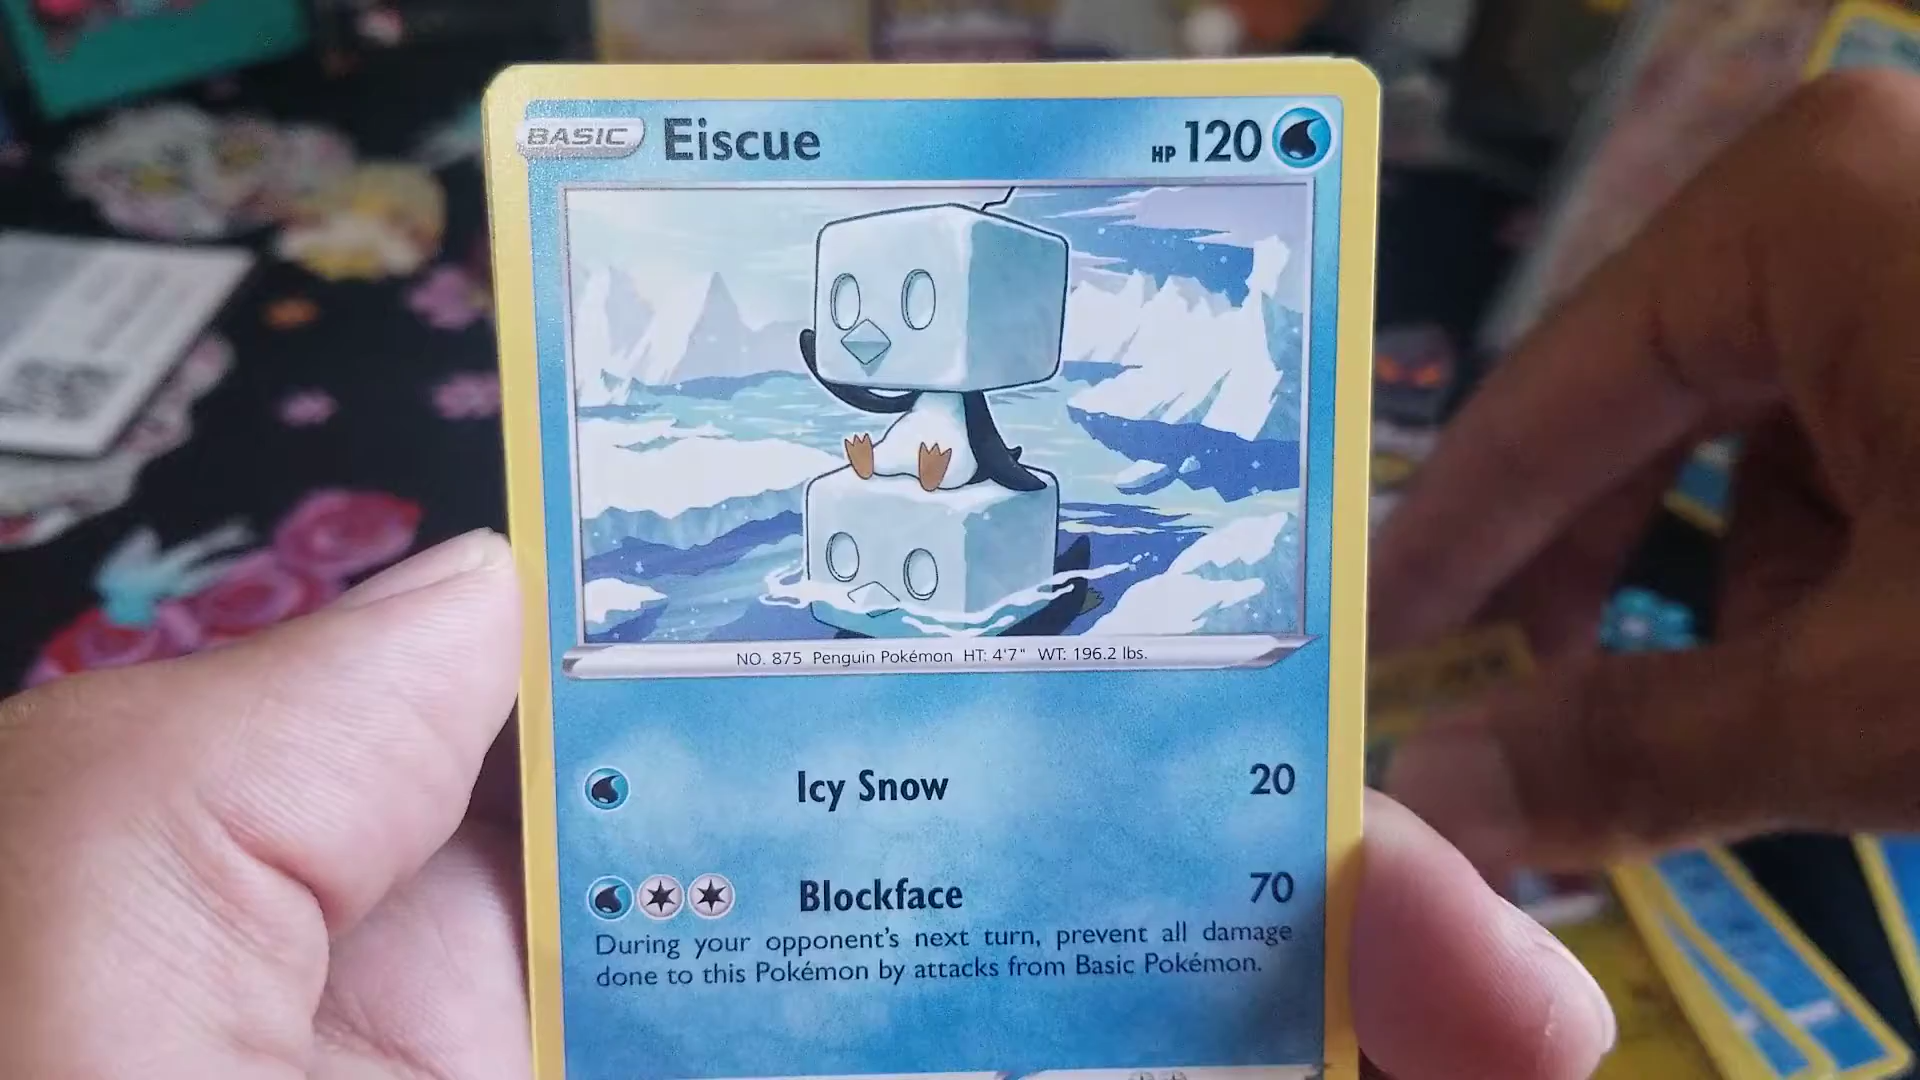 BASIC Eiscue HP 120
NO. 875 Penguin Pokémon HT: 4'7" WT: 196.2 lbs.
Icy Snow 20
Blockface 70
During your opponent's next turn, prevent all damage
done to this Pokémon by attacks from Basic Pokémon.